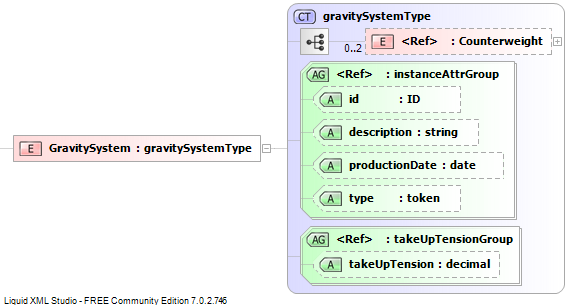 CT gravitySystemType
0..2
E <Ref> : Counterweight
AG <Ref> : instanceAttrGroup
A id : ID
A description : string
A productionDate : date
A type : token
E GravitySystem : gravitySystemType
AG <Ref> : takeUpTensionGroup
A takeUpTension : decimal
Liquid XML Studio - FREE Community Edition 7.0.2.746